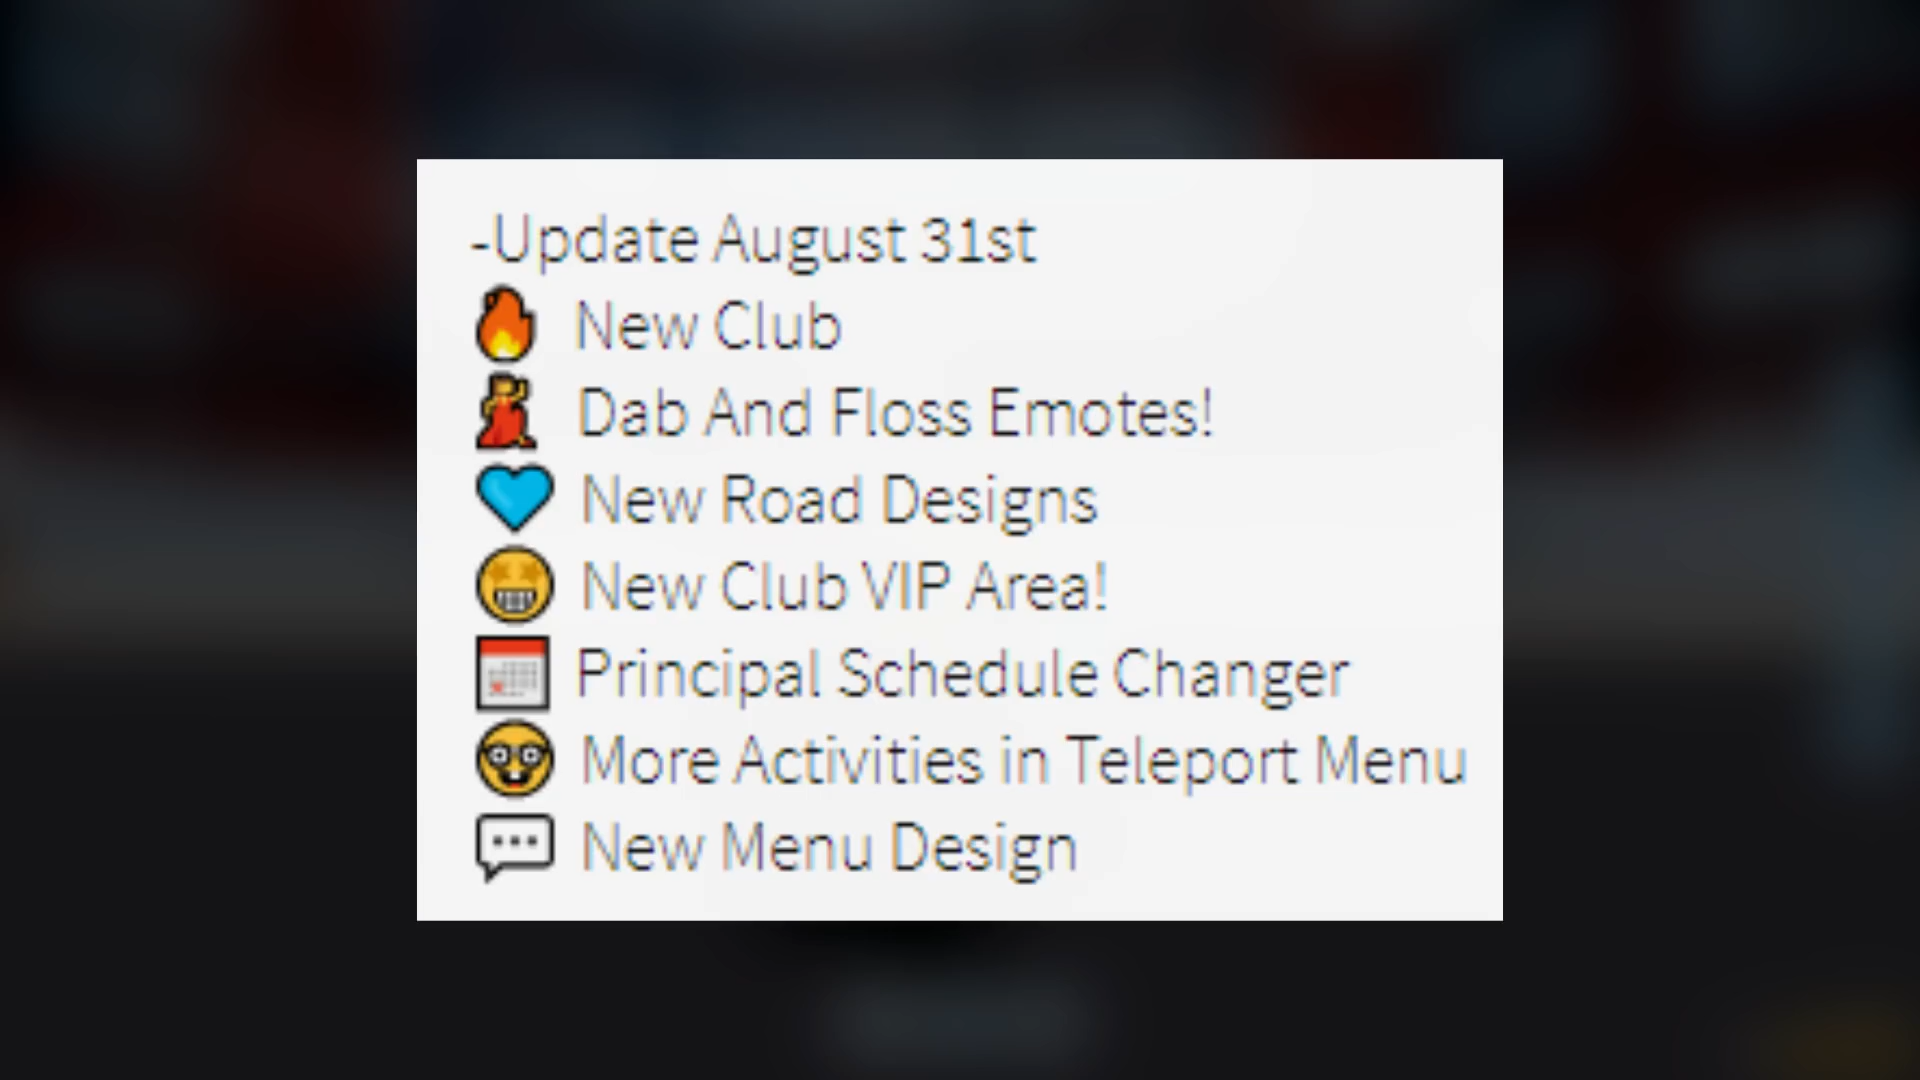 -Update August 31st
🔥 New Club
💃 Dab And Floss Emotes!
💙 New Road Designs
🤩 New Club VIP Area!
📅 Principal Schedule Changer
🤓 More Activities in Teleport Menu
💬 New Menu Design